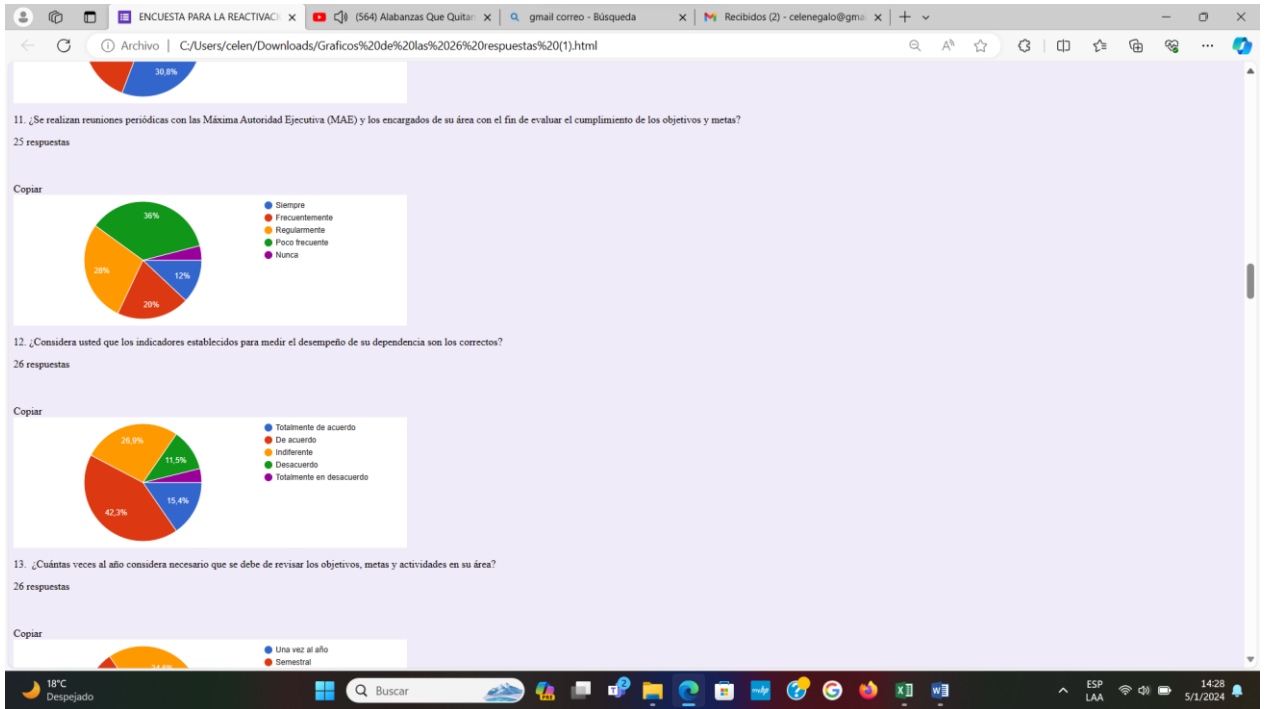 ENCUESTA PARA LA REACTIVACI
(564) Alabanzas Que Quitar
gmail correo - Búsqueda
Recibidos (2) - celenegalo@gma
Archivo
C:/Users/celen/Downloads/Graficos%20de%20las%2026%20respuestas%20(1).html
30,8%
11. ¿Se realizan reuniones periódicas con las Máxima Autoridad Ejecutiva (MAE) y los encargados de su área con el fin de evaluar el cumplimiento de los objetivos y metas?
25 respuestas
Copiar
36%
28%
12%
20%
Siempre
Frecuentemente
Regularmente
Poco frecuente
Nunca
12. ¿Considera usted que los indicadores establecidos para medir el desempeño de su dependencia son los correctos?
26 respuestas
Copiar
26,9%
11,5%
15,4%
42,3%
Totalmente de acuerdo
De acuerdo
Indiferente
Desacuerdo
Totalmente en desacuerdo
13. ¿Cuántas veces al año considera necesario que se debe de revisar los objetivos, metas y actividades en su área?
26 respuestas
Copiar
Una vez al año
Semestral
18°C
Despejado
Buscar
PRE
2
ESP
LAA
14:28
5/1/2024